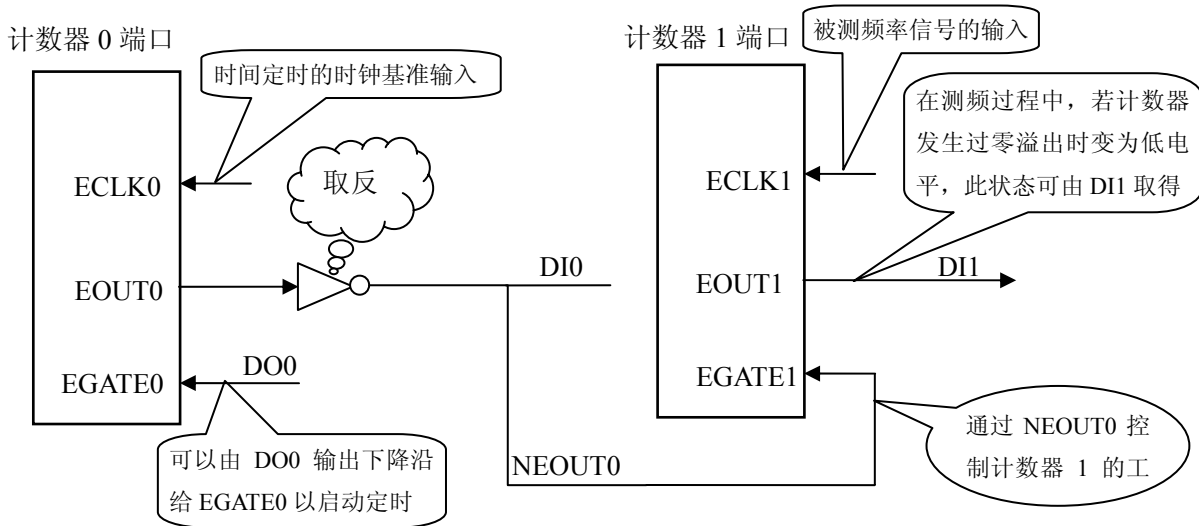 计数器 0 端口
时间定时的时钟基准输入
ECLK0
取反
EOUT0
DI0
EGATE0
DO0
可以由 DO0 输出下降沿
给 EGATE0 以启动定时
NEOUT0
计数器 1 端口
被测频率信号的输入
在测频过程中，若计数器
发生过零溢出时变为低电
平，此状态可由 DI1 取得
ECLK1
EOUT1
DI1
EGATE1
通过 NEOUT0 控
制计数器 1 的工